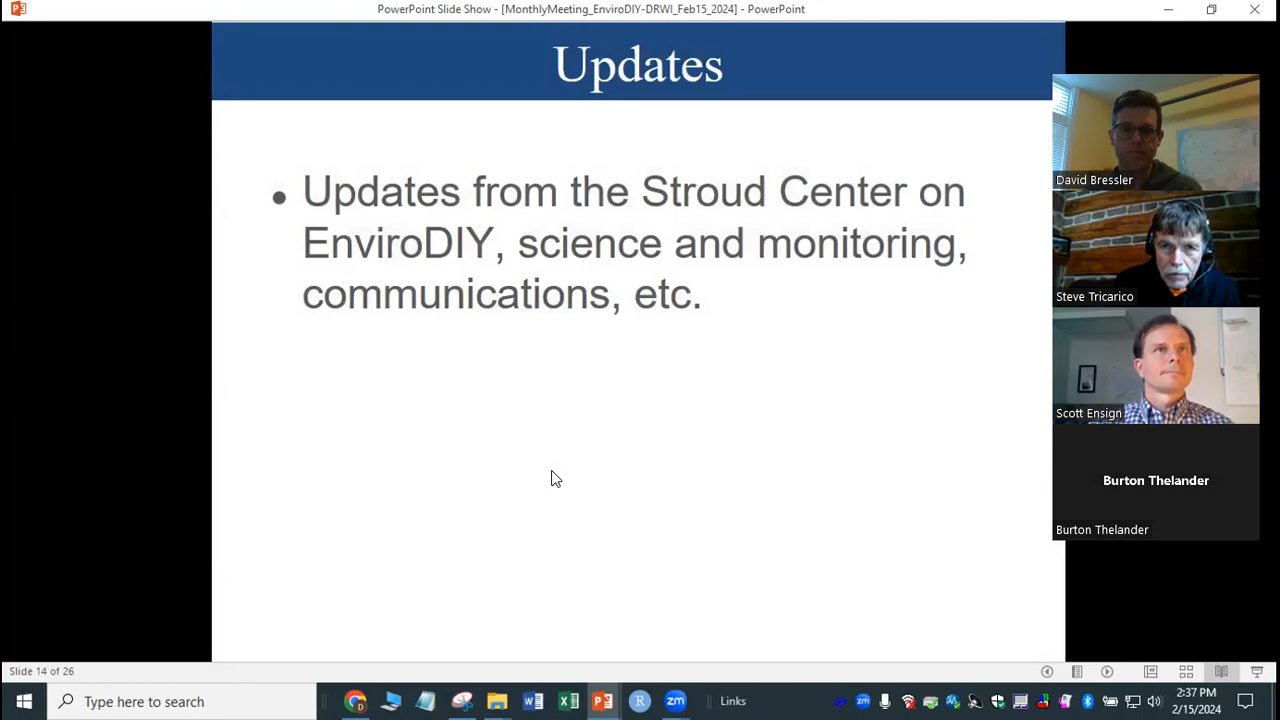 PowerPoint Slide Show - [MonthlyMeeting_EnviroDIY-DRWI_Feb15_2024] - PowerPoint
Updates
• Updates from the Stroud Center on
EnviroDIY, science and monitoring,
communications, etc.
David Bressler
Steve Tricarico
Scott Ensign
Burton Thelander
Burton Thelander
Slide 14 of 26
Type here to search
Links
2:37 PM
2/15/2024